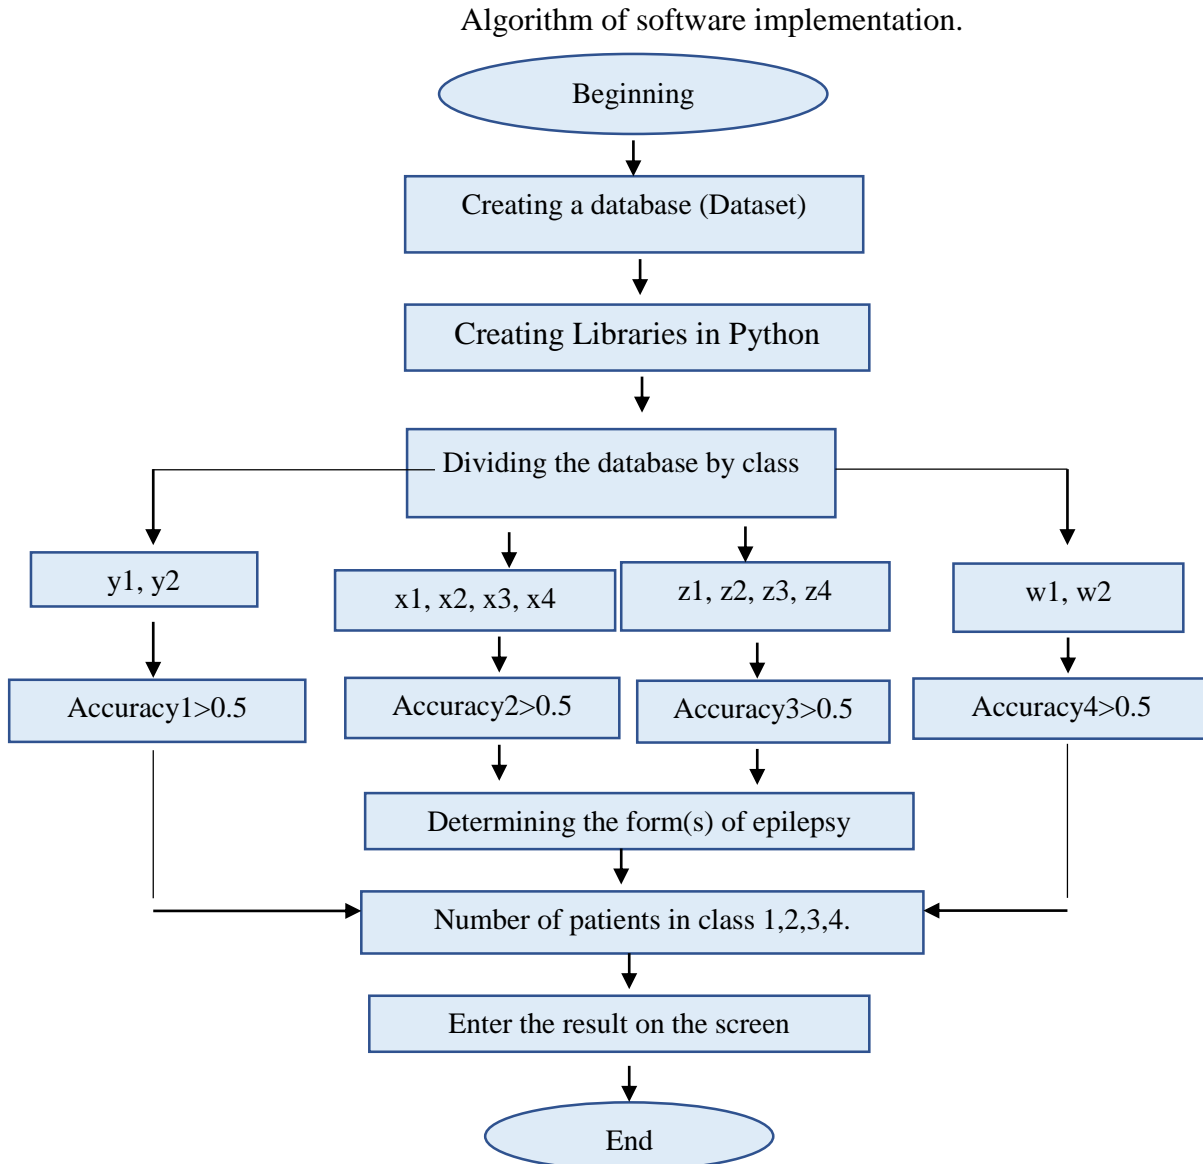 Algorithm of software implementation.
Beginning
Creating a database (Dataset)
Creating Libraries in Python
Dividing the database by class
y1, y2
x1, x2, x3, x4
z1, z2, z3, z4
w1, w2
Accuracy1>0.5
Accuracy2>0.5
Accuracy3>0.5
Accuracy4>0.5
Determining the form(s) of epilepsy
Number of patients in class 1,2,3,4.
Enter the result on the screen
End